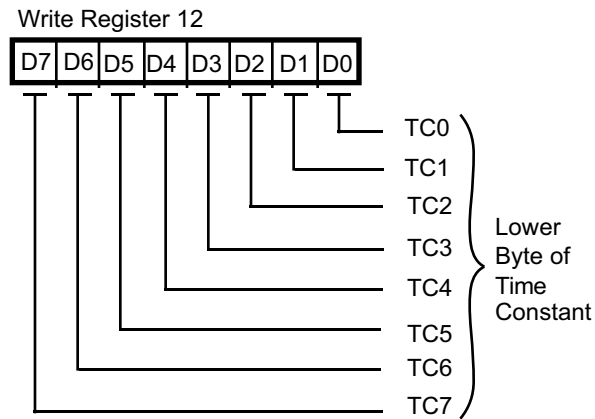 Write Register 12
D7 D6 D5 D4 D3 D2 D1 D0
TC0
TC1
TC2
TC3
TC4
TC5
TC6
TC7
Lower
Byte of
Time
Constant